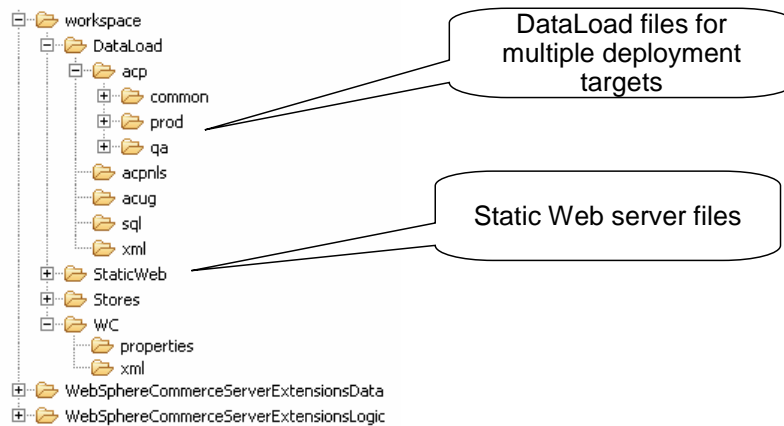 workspace
DataLoad
acp
common
prod
qa
acpnls
acug
sql
xml
StaticWeb
Stores
WC
properties
xml
WebSphereCommerceServerExtensionsData
WebSphereCommerceServerExtensionsLogic
DataLoad files for
multiple deployment
targets
Static Web server files